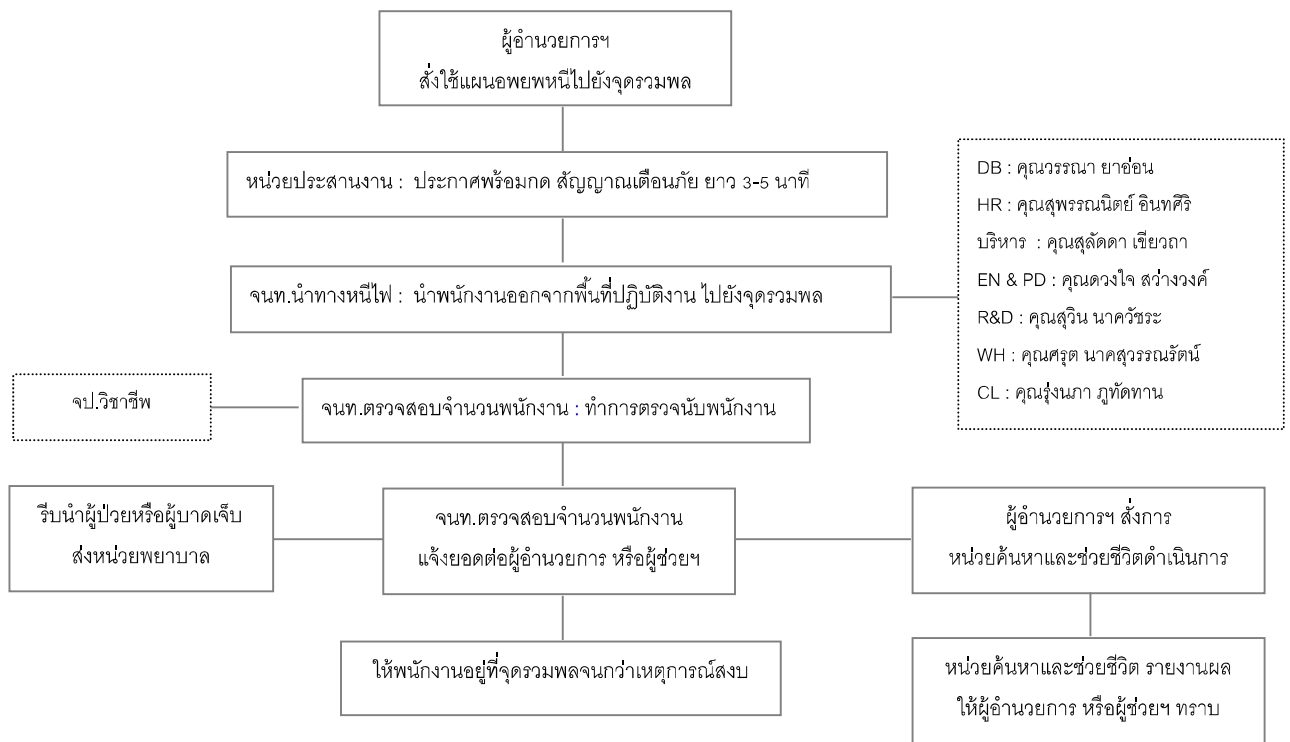 ผู้อำนวยการฯ
สั่งใช้แผนอพยพหนีไปยังจุดรวมพล
หน่วยประสานงาน : ประกาศพร้อมกด สัญญาณเตือนภัย ยาว 3-5 นาที
DB : คุณวรรณา ยาอ่อน
HR : คุณสุพรรณนิตย์ อินทศีริ
บริหาร : คุณสุลัดดา เขียวถา
EN & PD : คุณดวงใจ สว่างวงค์
R&D : คุณสุวิน นาควัชระ
WH : คุณศรุต นาคสุวรรณรัตน์
CL : คุณรุ่งนภา ภูทัดทาน
จนท.นำทางหนีไฟ : นำพนักงานออกจากพื้นที่ปฏิบัติงาน ไปยังจุดรวมพล
จป.วิชาชีพ
จนท.ตรวจสอบจำนวนพนักงาน : ทำการตรวจนับพนักงาน
รีบนำผู้ป่วยหรือผู้บาดเจ็บ
ส่งหน่วยพยาบาล
จนท.ตรวจสอบจำนวนพนักงาน
แจ้งยอดต่อผู้อำนวยการ หรือผู้ช่วยฯ
ผู้อำนวยการฯ สั่งการ
หน่วยค้นหาและช่วยชีวิตดำเนินการ
ให้พนักงานอยู่ที่จุดรวมพลจนกว่าเหตุการณ์สงบ
หน่วยค้นหาและช่วยชีวิต รายงานผล
ให้ผู้อำนวยการ หรือผู้ช่วยฯ ทราบ